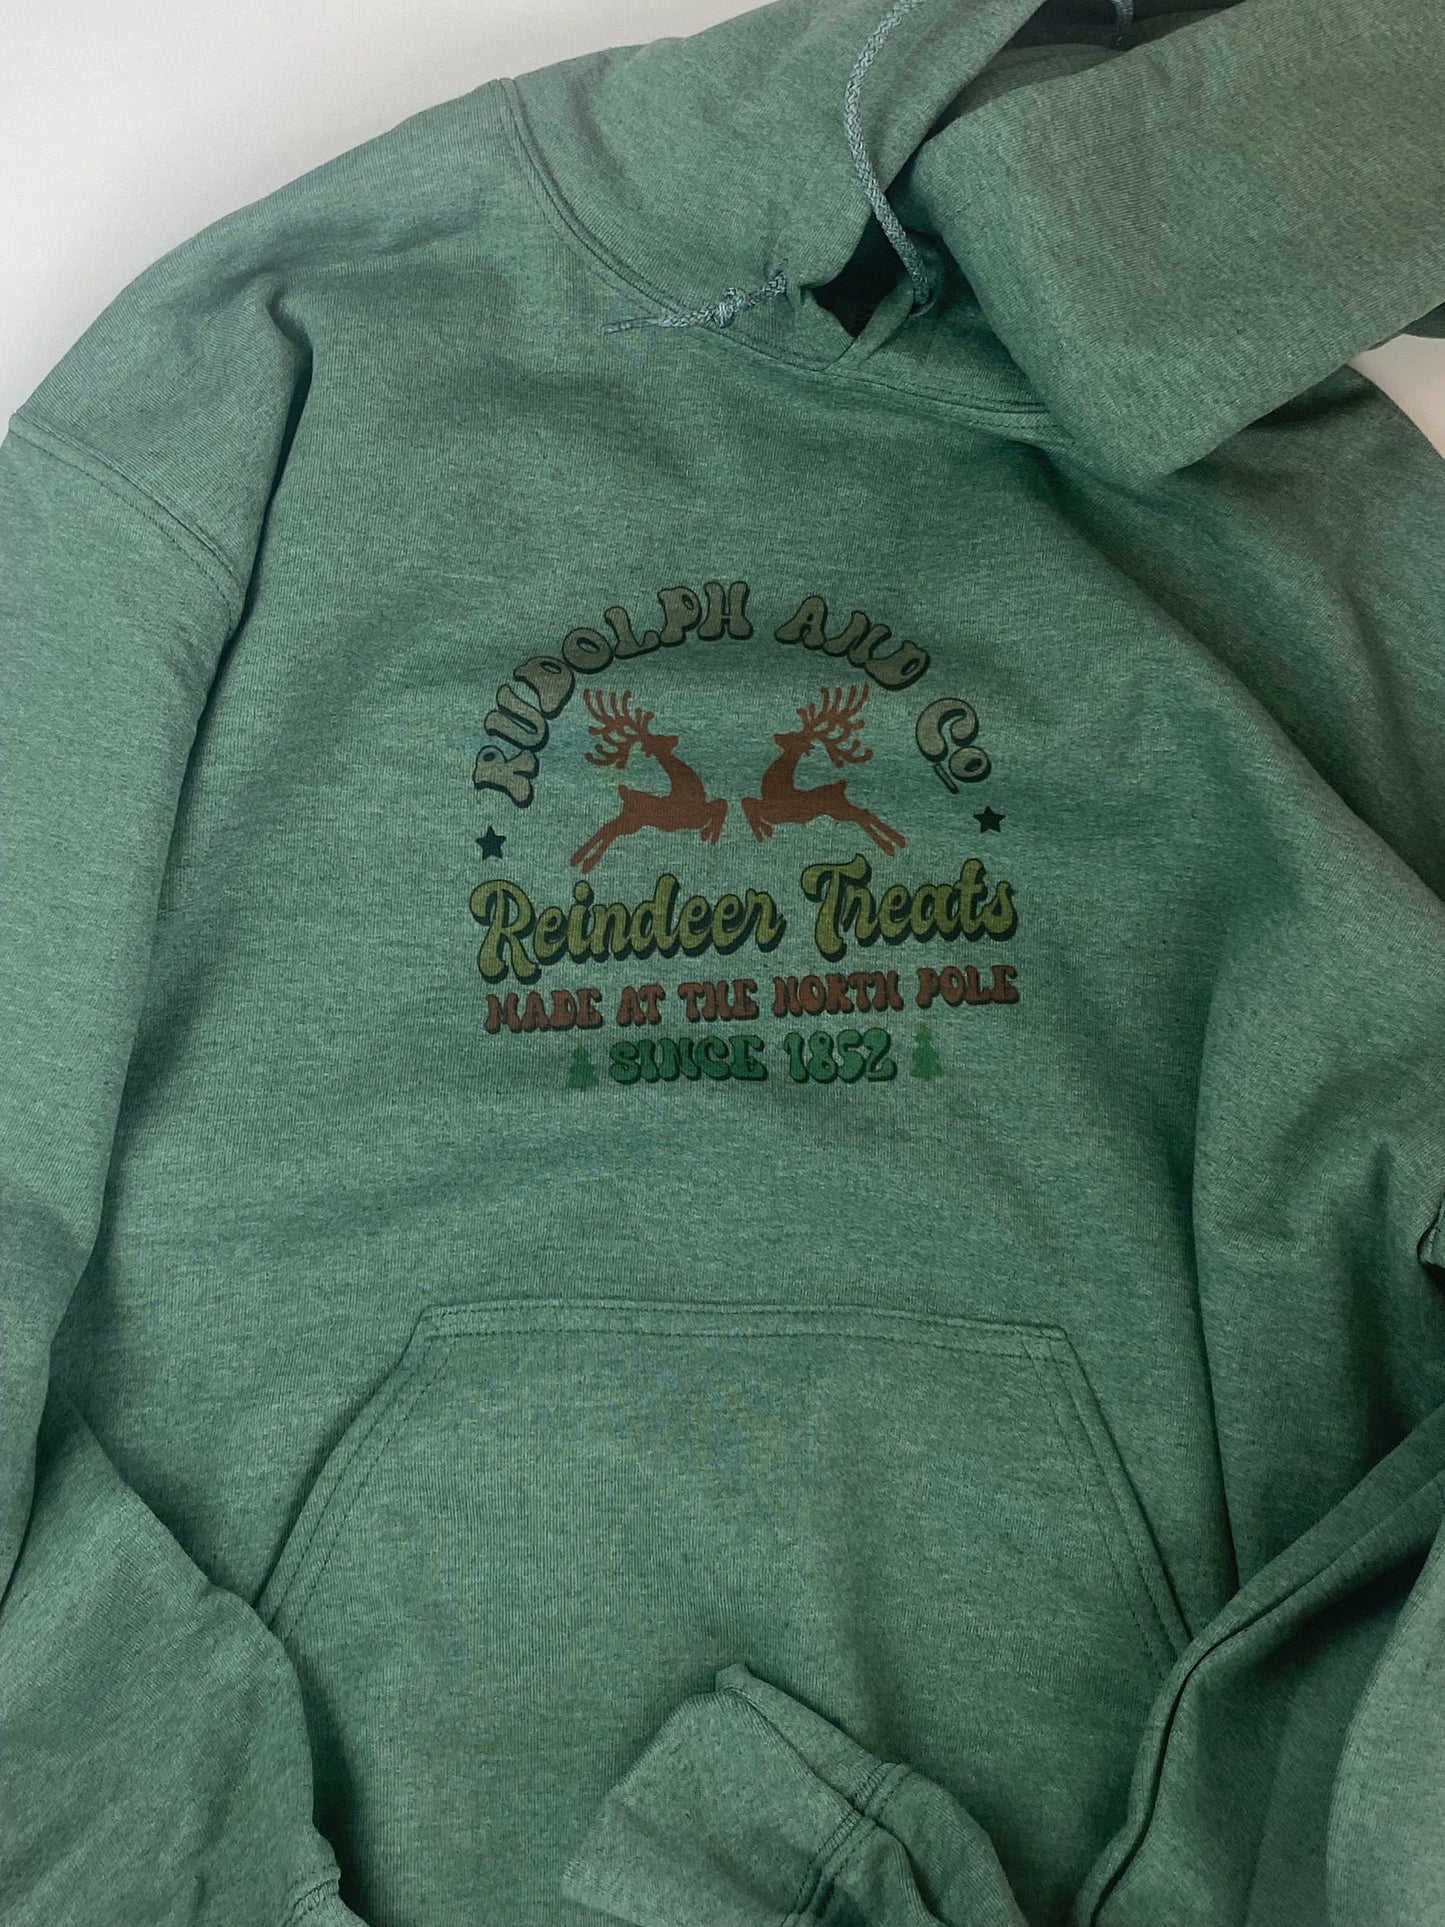 RUDOLPH AND Co
Reindeer Treats
MADE AT THE NORTH POLE
SINCE 1852